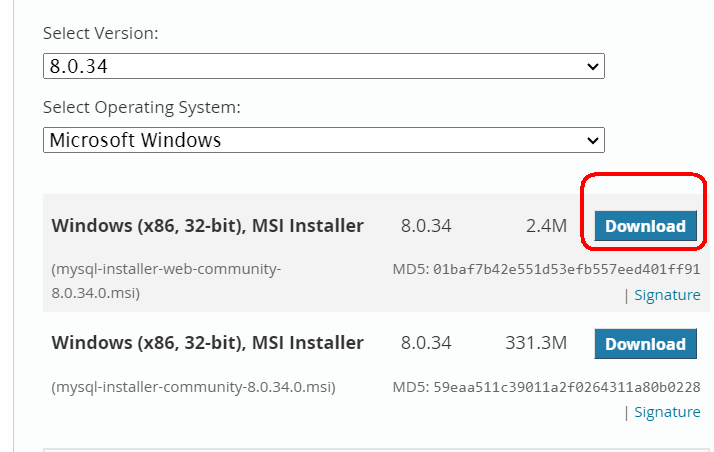 Select Version:
8.0.34
Select Operating System:
Microsoft Windows
Windows (x86, 32-bit), MSI Installer 8.0.34 2.4M Download
(mysql-installer-web-community- MD5: 01baf7b42e551d53efb557eed401ff91
8.0.34.0.msi) | Signature
Windows (x86, 32-bit), MSI Installer 8.0.34 331.3M Download
(mysql-installer-community-8.0.34.0.msi) MD5: 59eaa511c39011a2f0264311a80b0228
| Signature